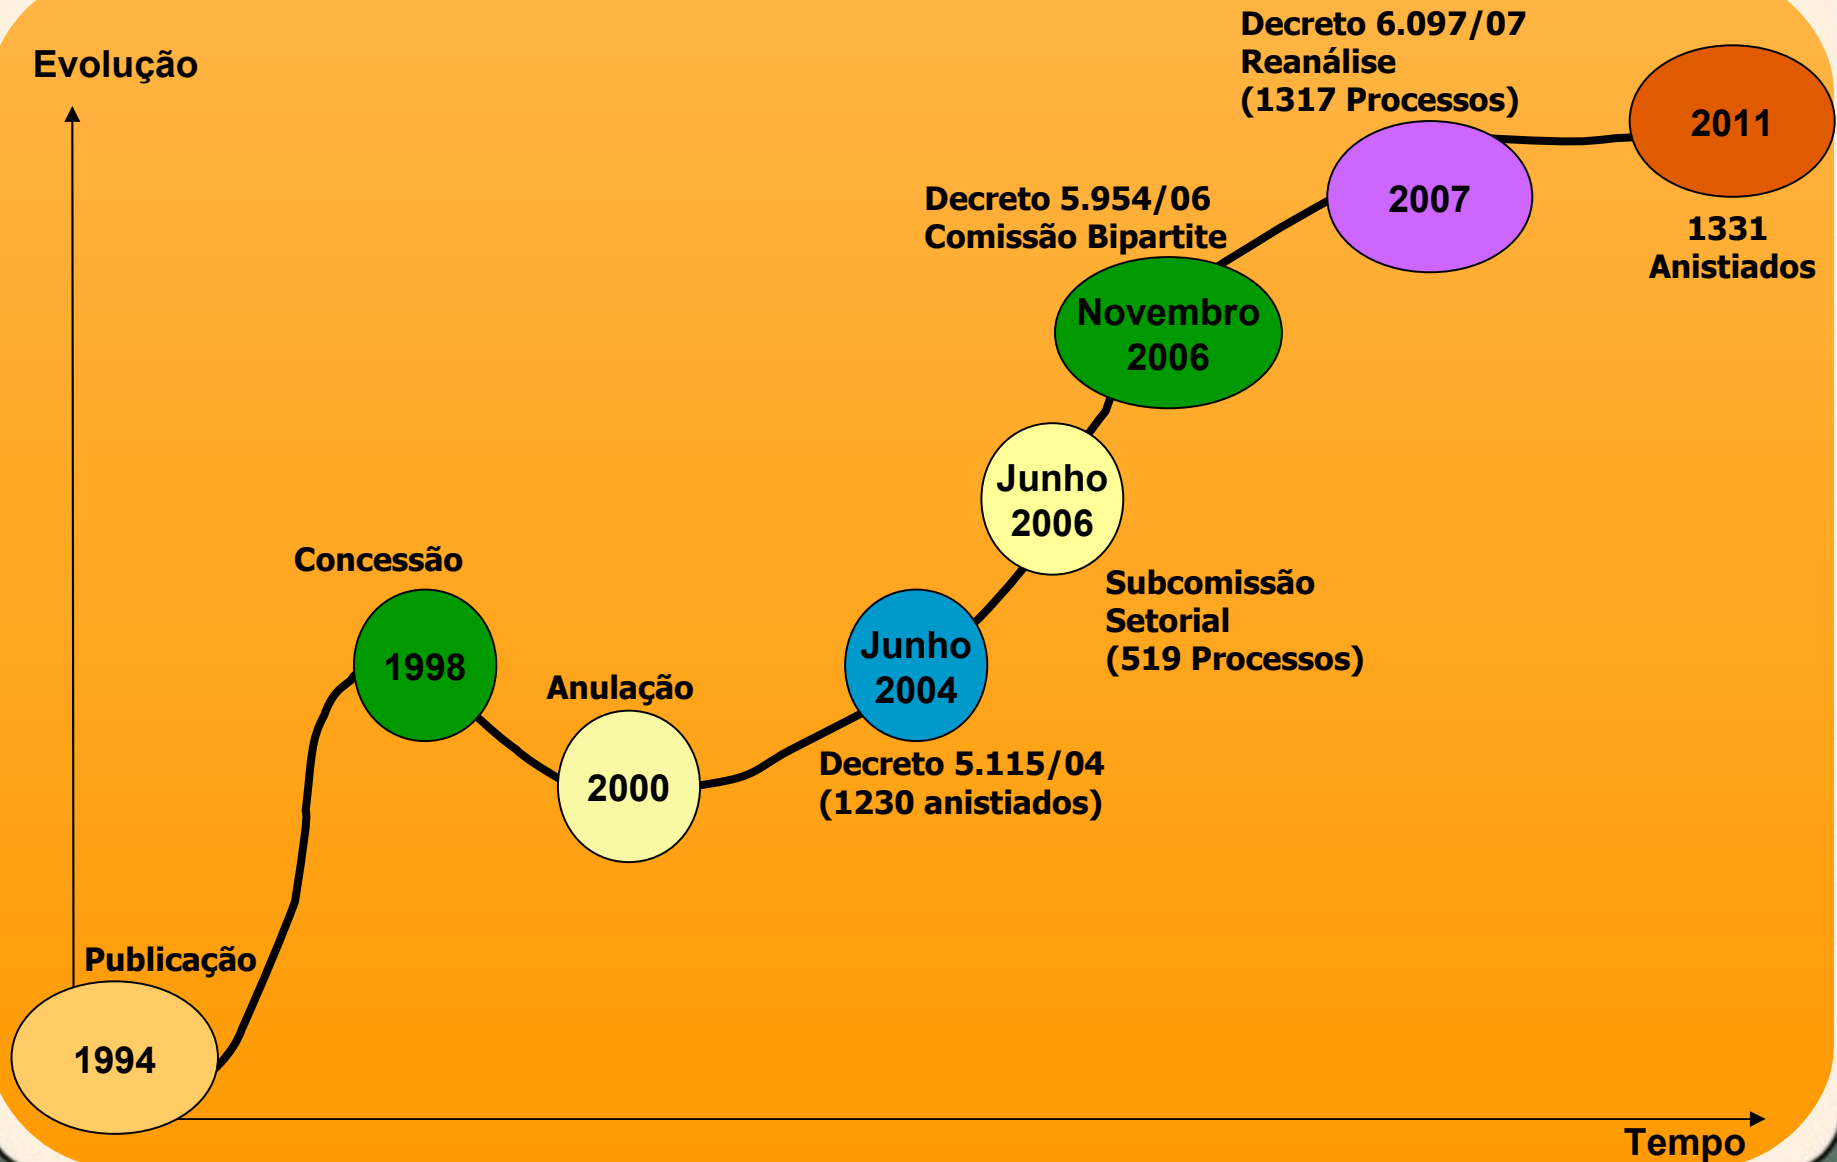 Evolução
Decreto 6.097/07
Reanálise
(1317 Processos)
2011
1331
Anistiados
2007
Decreto 5.954/06
Comissão Bipartite
Novembro
2006
Junho
2006
Subcomissão
Setorial
(519 Processos)
Concessão
1998
Anulação
2000
Junho
2004
Decreto 5.115/04
(1230 anistiados)
Publicação
1994
Tempo